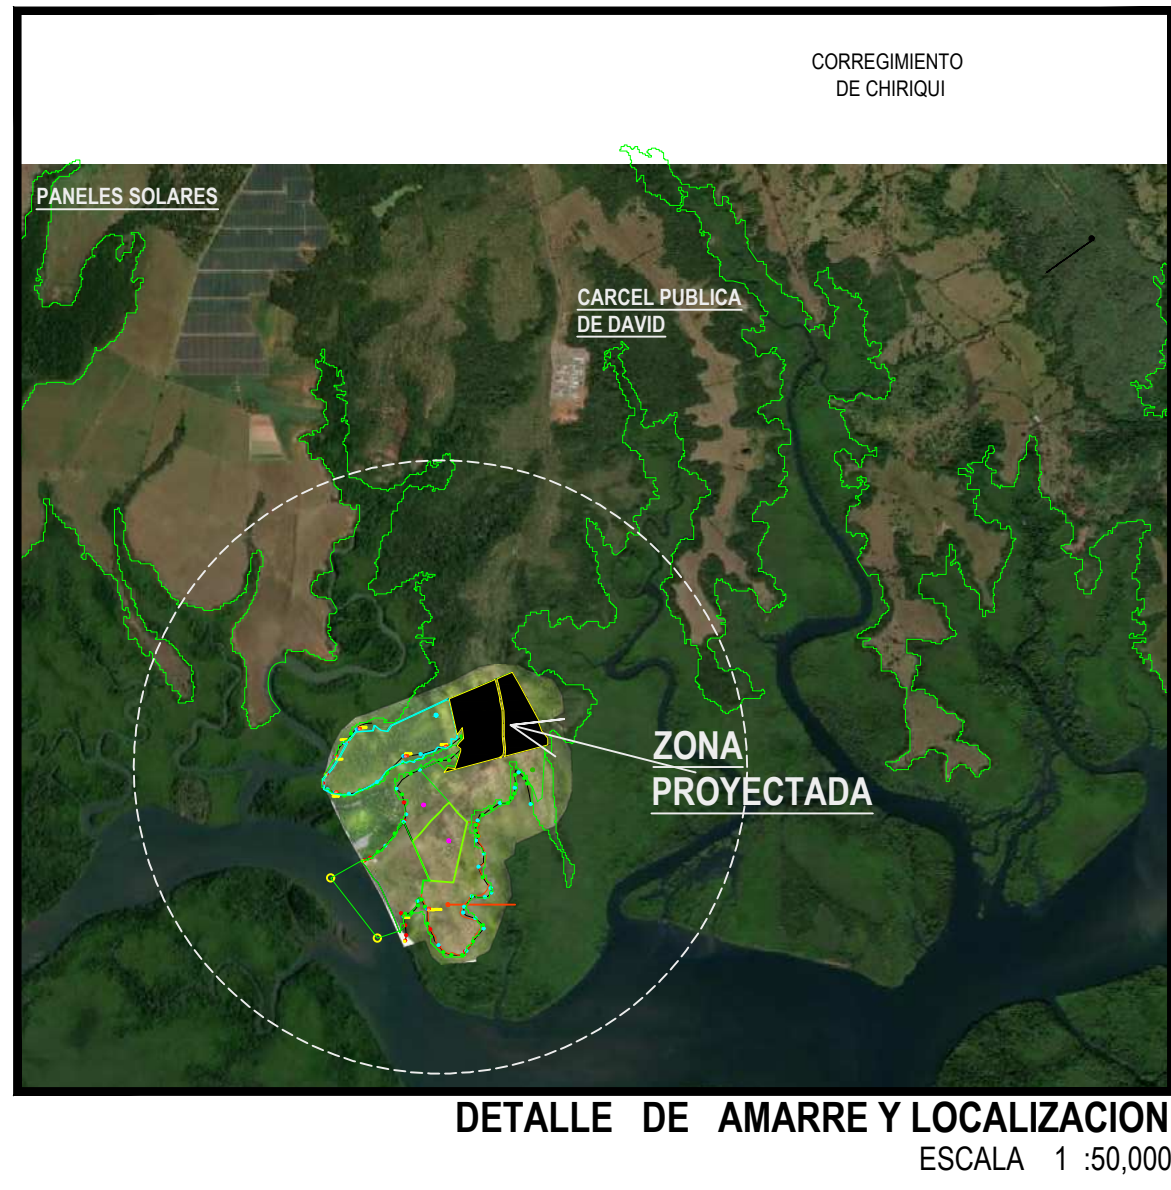 CORREGIMIENTO
DE CHIRIQUI
PANELES SOLARES
CARCEL PUBLICA
DE DAVID
ZONA
PROYECTADA
DETALLE DE AMARRE Y LOCALIZACION
ESCALA 1 :50,000